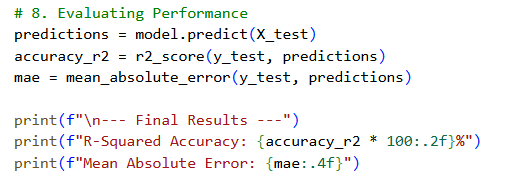 # 8. Evaluating Performance
predictions = model.predict(X_test)
accuracy_r2 = r2_score(y_test, predictions)
mae = mean_absolute_error(y_test, predictions)

print(f"\n--- Final Results ---")
print(f"R-Squared Accuracy: {accuracy_r2 * 100:.2f}%")
print(f"Mean Absolute Error: {mae:.4f}")